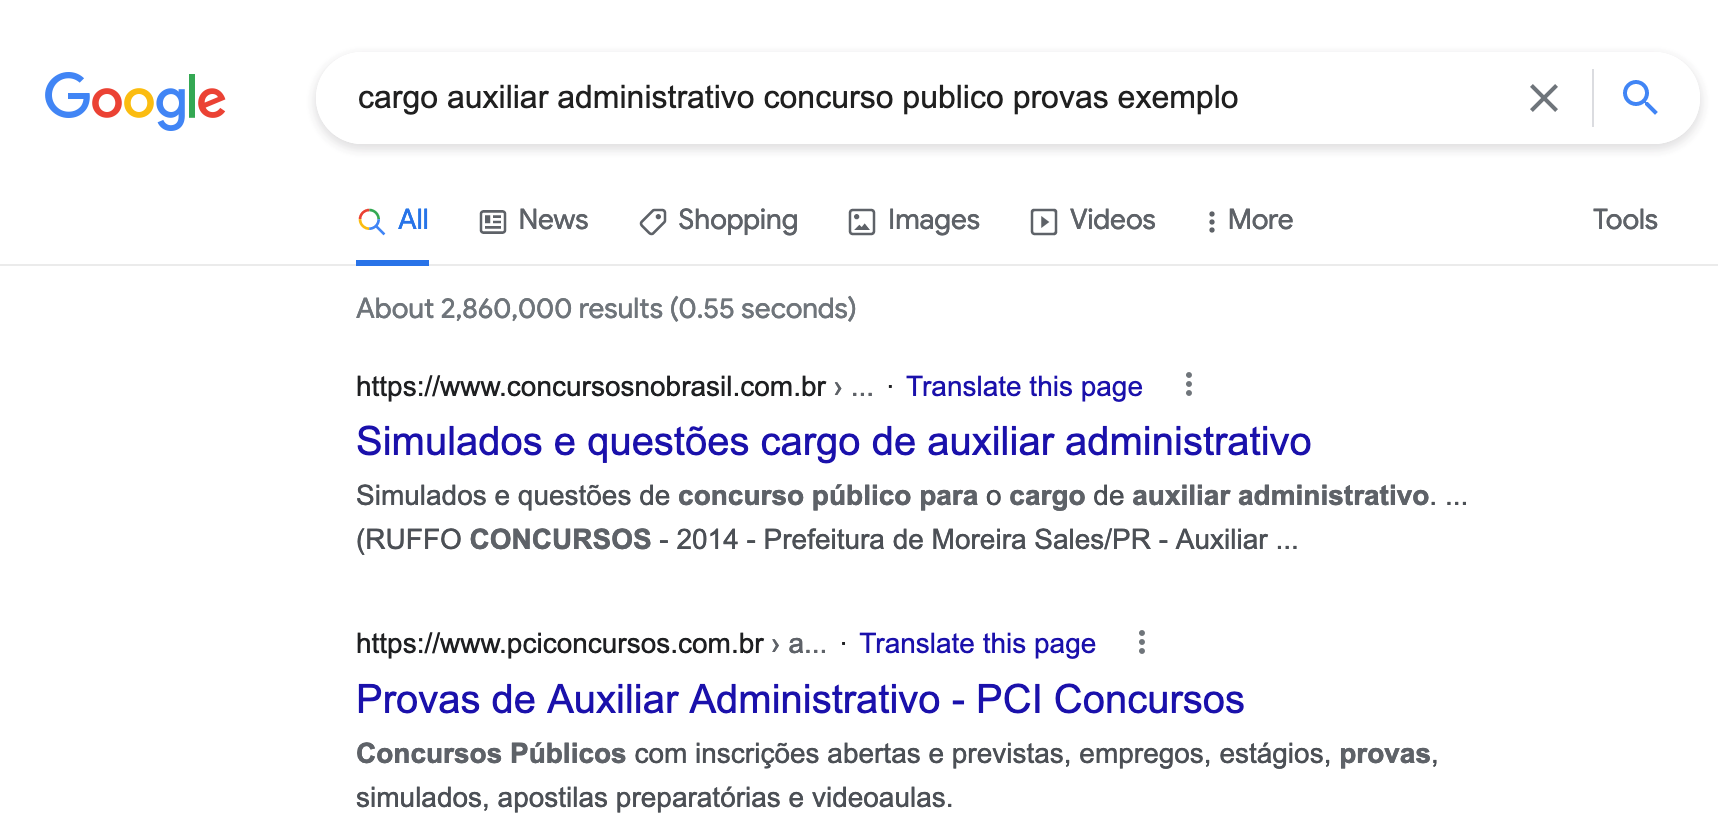 Google
cargo auxiliar administrativo concurso publico provas exemplo
All News Shopping Images Videos More Tools
About 2,860,000 results (0.55 seconds)
https://www.concursosnobrasil.com.br › ... · Translate this page
Simulados e questões cargo de auxiliar administrativo
Simulados e questões de concurso público para o cargo de auxiliar administrativo. ...
(RUFFO CONCURSOS - 2014 - Prefeitura de Moreira Sales/PR - Auxiliar ...
https://www.pciconcursos.com.br › a... · Translate this page
Provas de Auxiliar Administrativo - PCI Concursos
Concursos Públicos com inscrições abertas e previstas, empregos, estágios, provas,
simulados, apostilas preparatórias e videoaulas.